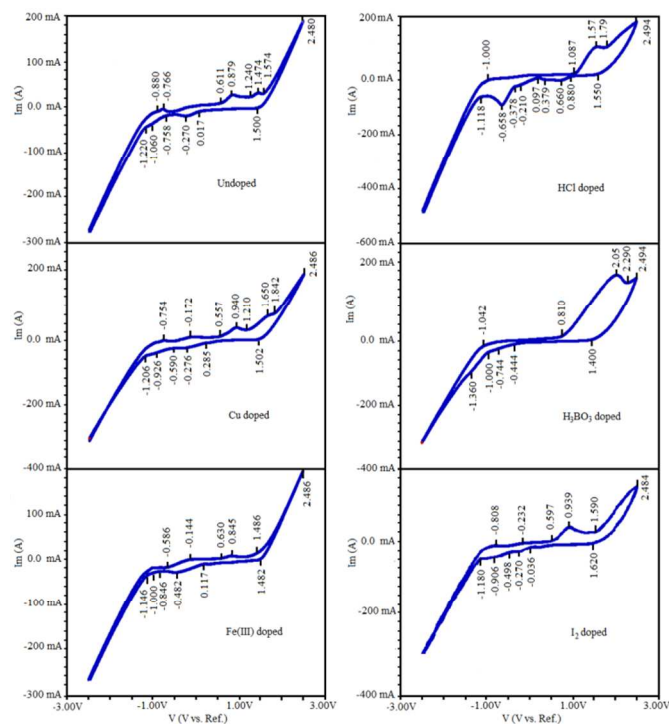 200 mA
100 mA
0.0 mA
-100 mA
-200 mA
-300 mA
Im (A)
-0.880
-0.766
0.611
0.879
1.240
1.474
1.574
2.480
-1.220
-1.060
-0.758
-0.270
0.017
1.500
Undoped
200 mA
0.0 mA
-200 mA
-400 mA
-600 mA
Im (A)
-1.000
1.087
1.57
1.79
2.494
-1.118
-0.658
-0.378
-0.210
0.097
0.379
0.660
0.880
1.550
HCl doped
200 mA
0.0 mA
-200 mA
-400 mA
Im (A)
-0.754
-0.172
0.557
0.940
1.210
1.650
1.842
2.486
-1.206
-0.926
-0.590
-0.276
0.285
1.502
Cu doped
200 mA
0.0 mA
-200 mA
-400 mA
Im (A)
-1.042
0.810
2.05
2.290
2.494
-1.360
-1.000
-0.744
-0.444
1.400
H₃BO₃ doped
100 mA
0.0 mA
-100 mA
-200 mA
-300 mA
Im (A)
-0.586
-0.144
0.630
0.845
1.486
2.486
-1.146
-1.000
-0.846
-0.482
0.117
1.482
Fe(III) doped
-3.00V
-1.00V
1.00V
3.00V
V (V vs. Ref.)
200 mA
0.0 mA
-200 mA
-400 mA
Im (A)
-0.808
-0.232
0.597
0.939
1.590
2.484
-1.180
-0.906
-0.498
-0.270
-0.036
1.620
I₂ doped
-3.00V
-1.00V
1.00V
3.00V
V (V vs. Ref.)